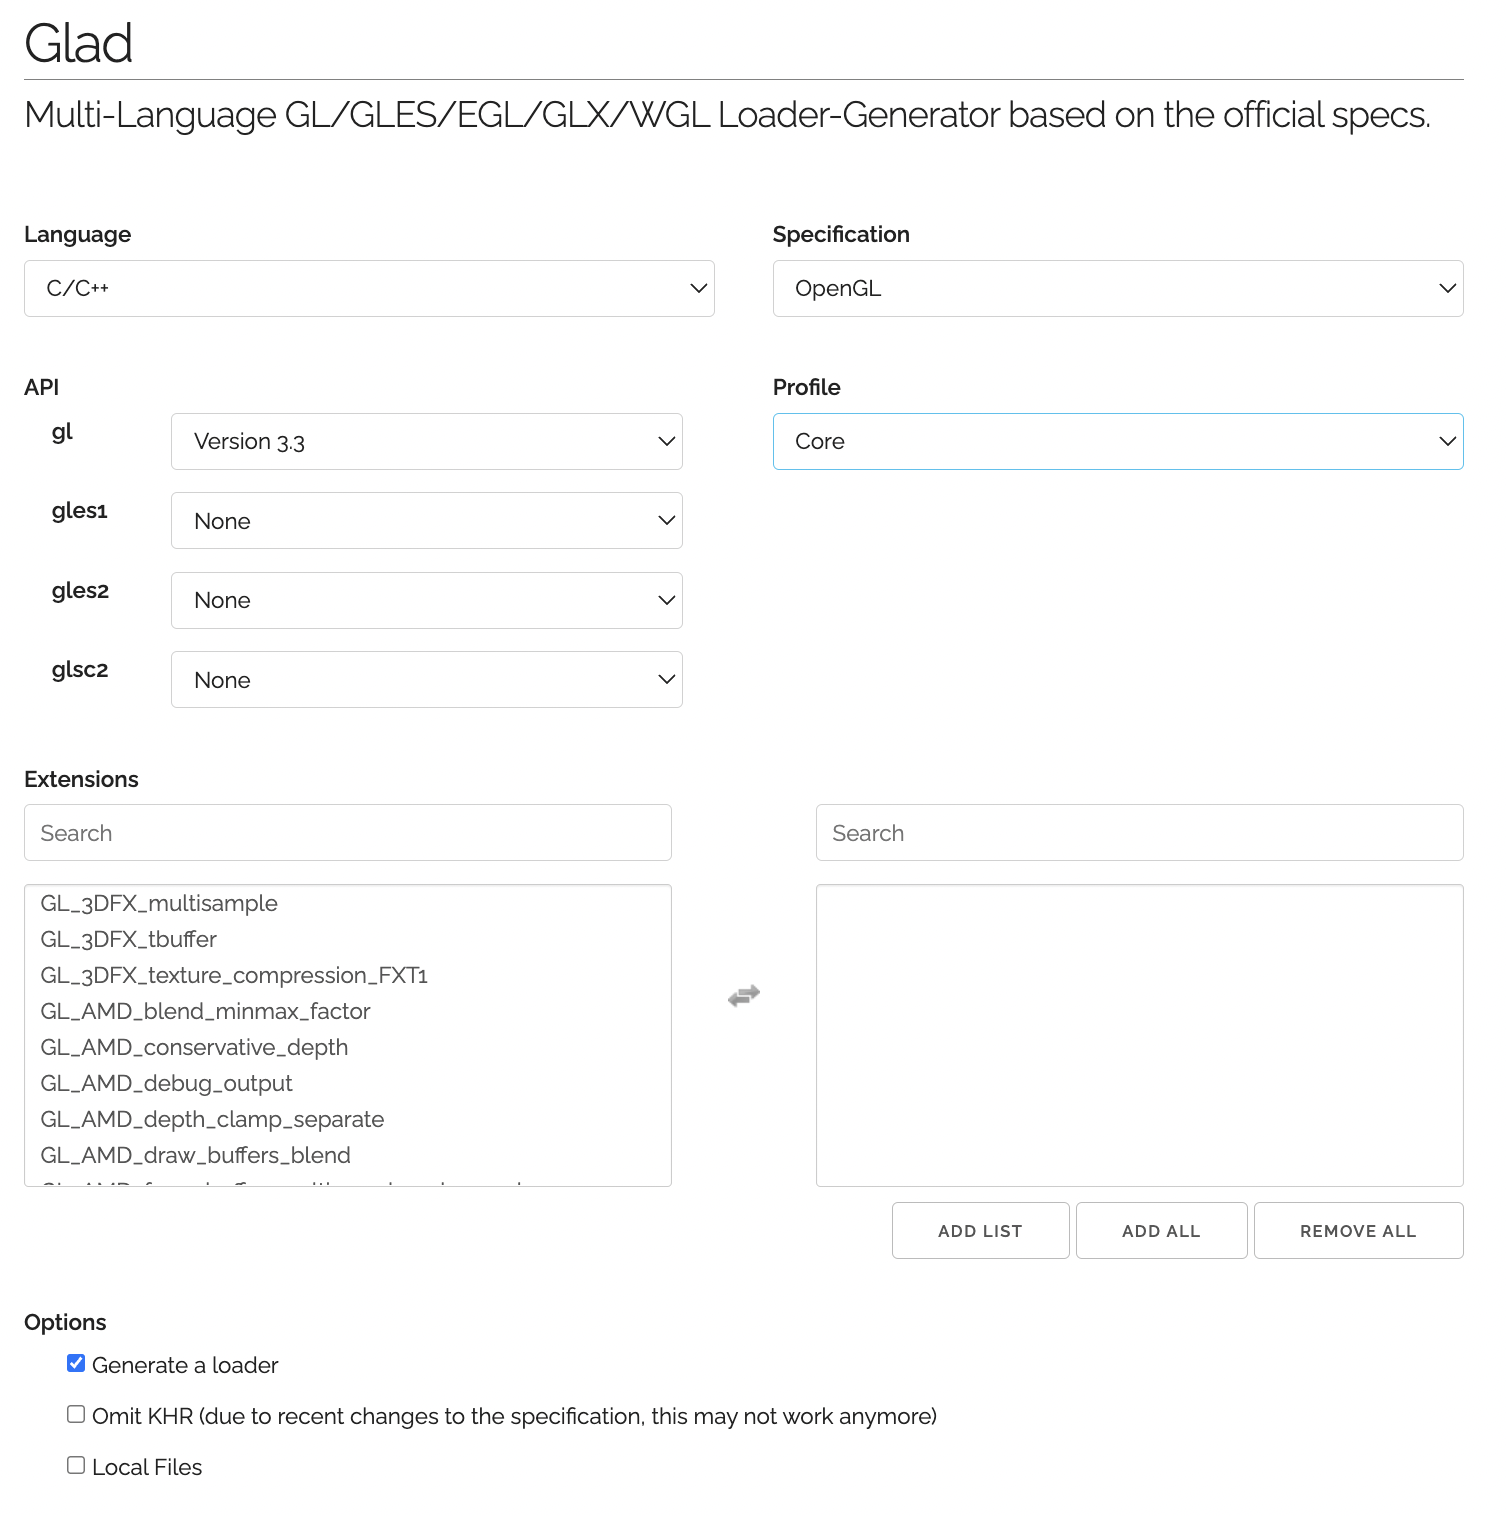 Glad
Multi-Language GL/GLES/EGL/GLX/WGL Loader-Generator based on the official specs.
Language
C/C++
Specification
OpenGL
API
gl
Version 3.3
gles1
None
gles2
None
glsc2
None
Profile
Core
Extensions
Search
GL_3DFX_multisample
GL_3DFX_tbuffer
GL_3DFX_texture_compression_FXT1
GL_AMD_blend_minmax_factor
GL_AMD_conservative_depth
GL_AMD_debug_output
GL_AMD_depth_clamp_separate
GL_AMD_draw_buffers_blend
Search
ADD LIST
ADD ALL
REMOVE ALL
Options
Generate a loader
Omit KHR (due to recent changes to the specification, this may not work anymore)
Local Files